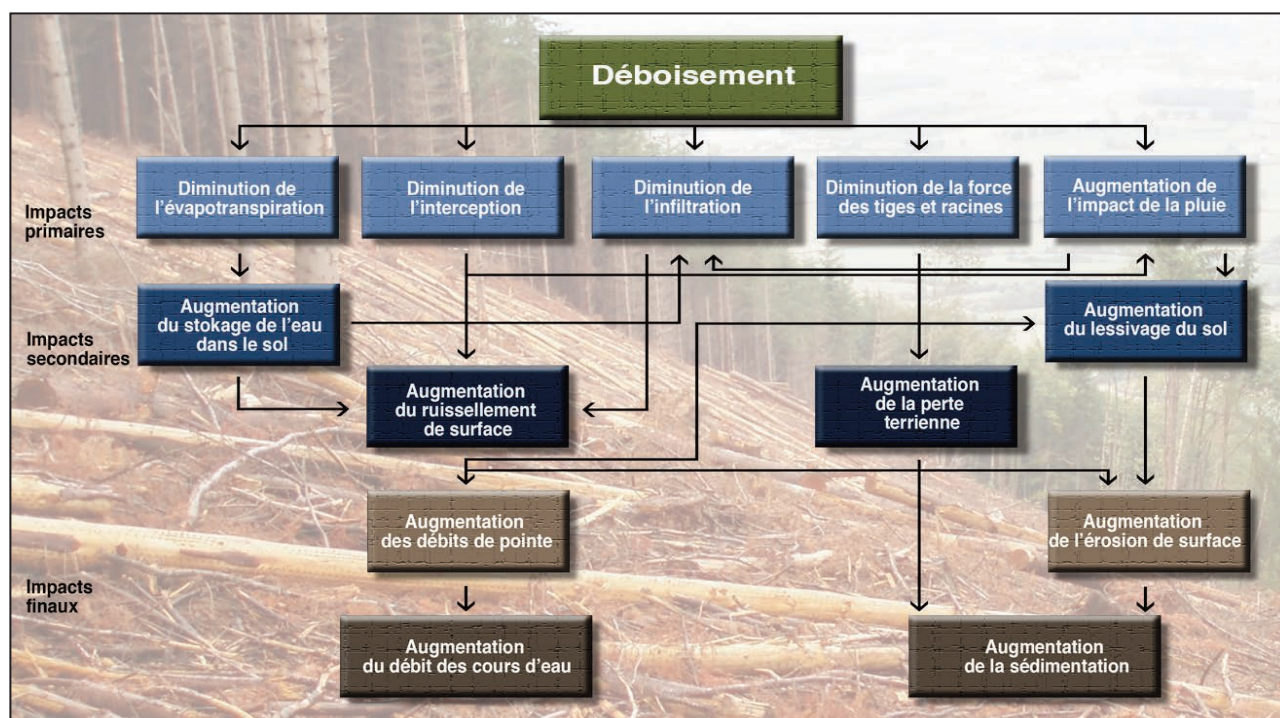 Déboisement
Impacts
primaires
Diminution de
l'évapotranspiration
Diminution de
l'interception
Diminution de
l'infiltration
Diminution de la force
des tiges et racines
Augmentation de
l'impact de la pluie
Impacts
secondaires
Augmentation
du stokage de l'eau
dans le sol
Augmentation
du lessivage du sol
Augmentation
du ruissellement
de surface
Augmentation
de la perte
terrienne
Impacts
finaux
Augmentation
des débits de pointe
Augmentation
de l'érosion de surface
Augmentation
du débit des cours d'eau
Augmentation
de la sédimentation